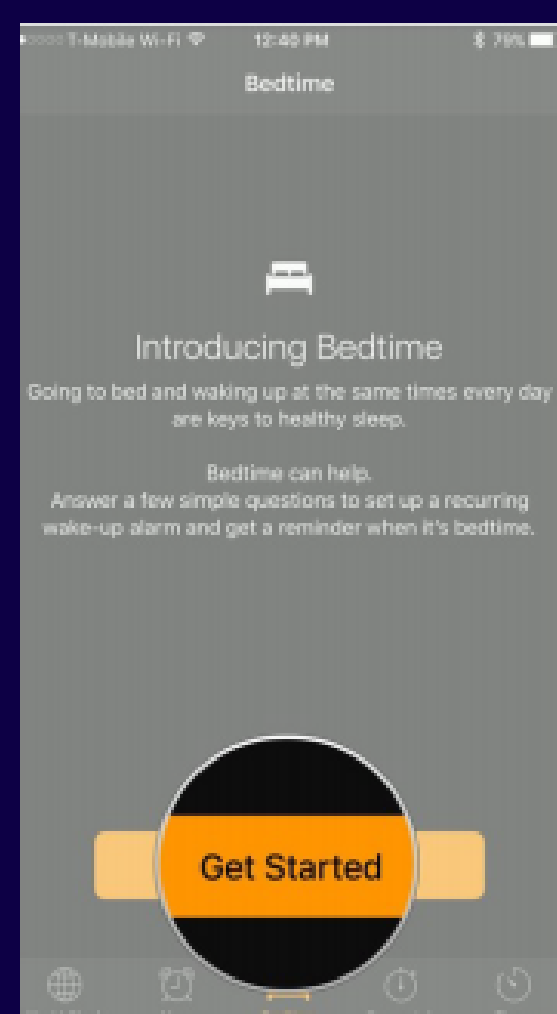 T-Mobile Wi-Fi 12:40 PM 79%
Bedtime
Introducing Bedtime
Going to bed and waking up at the same times every day
are keys to healthy sleep.
Bedtime can help.
Answer a few simple questions to set up a recurring
wake-up alarm and get a reminder when it's bedtime.
Get Started